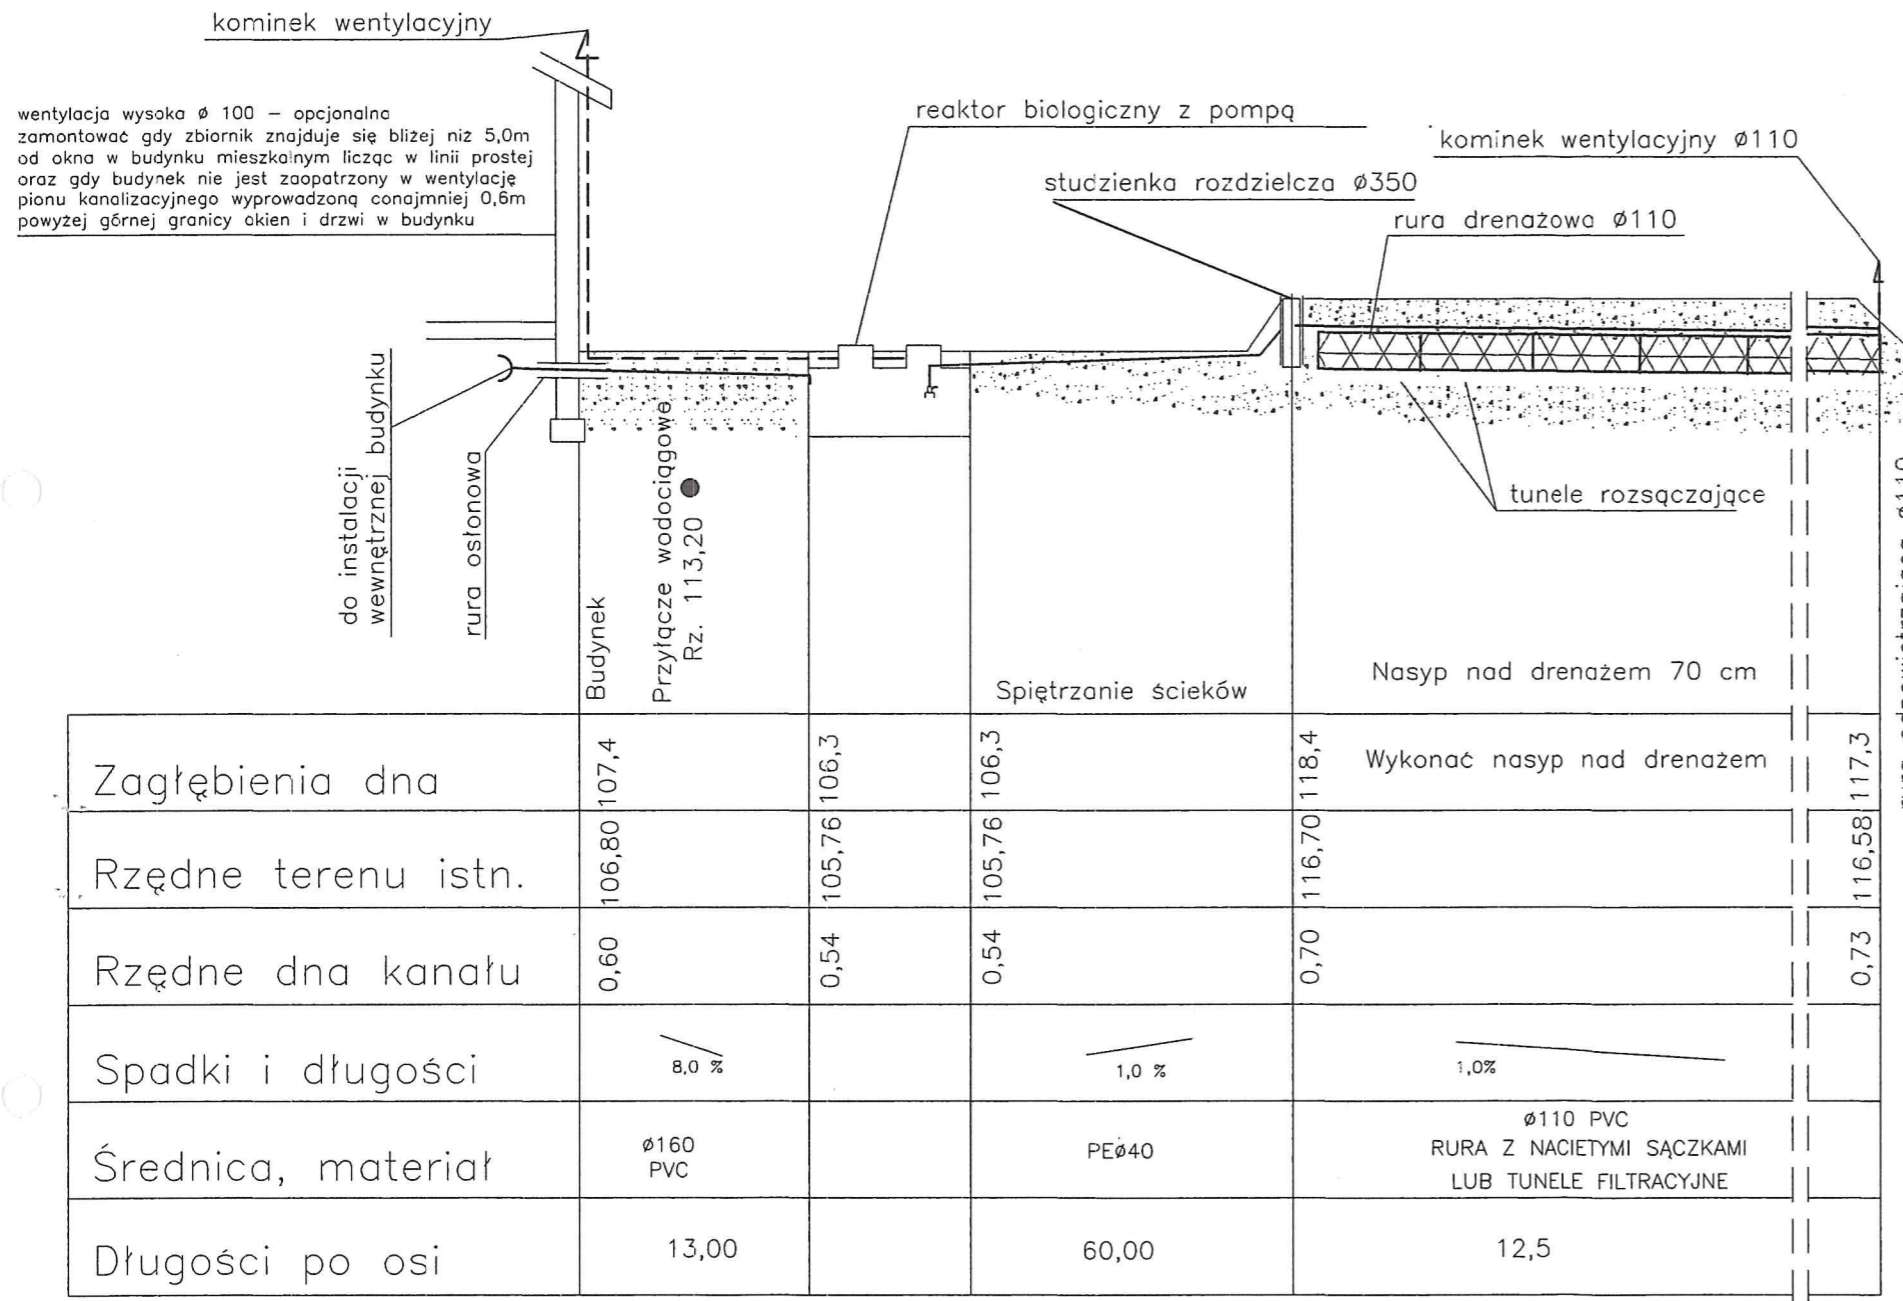 kominek wentylacyjny
wentylacja wysoka ø 100 – opcjonalna
zamontować gdy zbiornik znajduje się bliżej niż 5,0m
od okna w budynku mieszkalnym licząc w linii prostej
oraz gdy budynek nie jest zaopatrzony w wentylację
pionu kanalizacyjnego wyprowadzoną conajmniej 0,6m
powyżej górnej granicy okien i drzwi w budynku
reaktor biologiczny z pompą
kominek wentylacyjny ø110
studzienka rozdzielcza ø350
rura drenażowa ø110
do instalacji
wewnętrznej budynku
rura osłonowa
Budynek
Przyłącze wodociągowe
Rz. 113,20
tunele rozsączające
ø110
Spiętrzanie ścieków
Nasyp nad drenażem 70 cm
Zagłębienia dna
107,4
106,3
106,3
118,4
Wykonać nasyp nad drenażem
117,3
Rzędne terenu istn.
106,80
105,76
105,76
116,70
116,58
Rzędne dna kanału
0,60
0,54
0,54
0,70
0,73
Spadki i długości
8,0 %
1,0 %
1,0%
Średnica, materiał
ø160
PVC
PEø40
ø110 PVC
RURA Z NACIETYMI SĄCZKAMI
LUB TUNELE FILTRACYJNE
Długości po osi
13,00
60,00
12,5